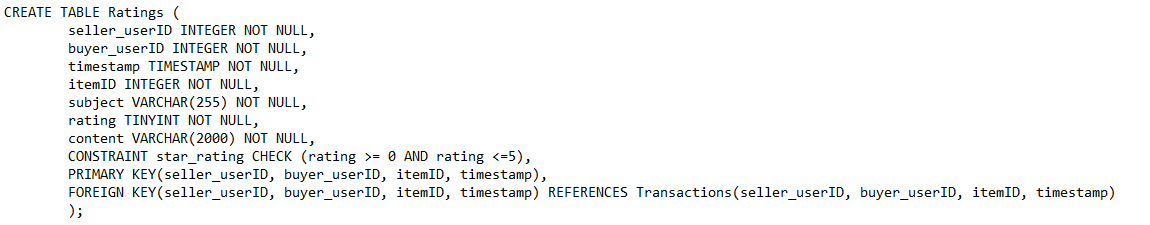 CREATE TABLE Ratings (
        seller_userID INTEGER NOT NULL,
        buyer_userID INTEGER NOT NULL,
        timestamp TIMESTAMP NOT NULL,
        itemID INTEGER NOT NULL,
        subject VARCHAR(255) NOT NULL,
        rating TINYINT NOT NULL,
        content VARCHAR(2000) NOT NULL,
        CONSTRAINT star_rating CHECK (rating >= 0 AND rating <=5),
        PRIMARY KEY(seller_userID, buyer_userID, itemID, timestamp),
        FOREIGN KEY(seller_userID, buyer_userID, itemID, timestamp) REFERENCES Transactions(seller_userID, buyer_userID, itemID, timestamp)
        );